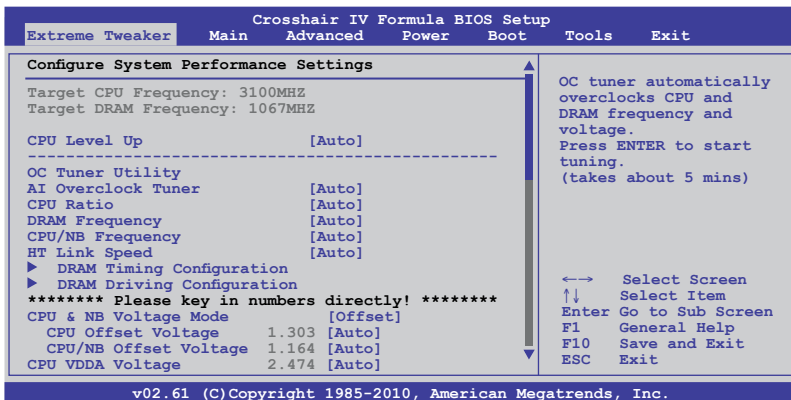 Crosshair IV Formula BIOS Setup
Extreme Tweaker Main Advanced Power Boot Tools Exit
Configure System Performance Settings
Target CPU Frequency: 3100MHZ
Target DRAM Frequency: 1067MHZ
CPU Level Up [Auto]
------------------------------------------------------
OC Tuner Utility
AI Overclock Tuner [Auto]
CPU Ratio [Auto]
DRAM Frequency [Auto]
CPU/NB Frequency [Auto]
HT Link Speed [Auto]
▶ DRAM Timing Configuration
▶ DRAM Driving Configuration
******** Please key in numbers directly! ********
CPU & NB Voltage Mode [Offset]
CPU Offset Voltage 1.303 [Auto]
CPU/NB Offset Voltage 1.164 [Auto]
CPU VDDA Voltage 2.474 [Auto]
OC tuner automatically
overclocks CPU and
DRAM frequency and
voltage.
Press ENTER to start
tuning.
(takes about 5 mins)
←→ Select Screen
↑↓ Select Item
Enter Go to Sub Screen
F1 General Help
F10 Save and Exit
ESC Exit
v02.61 (C)Copyright 1985-2010, American Megatrends, Inc.